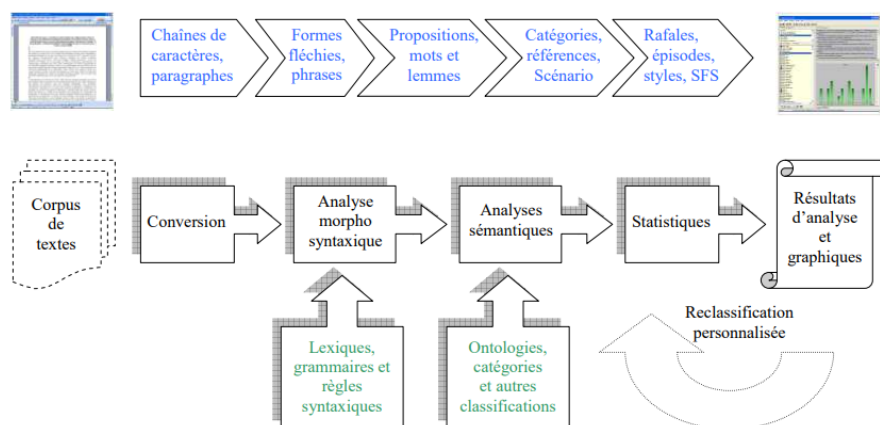 Chaînes de
caractères,
paragraphes
Formes
fléchies,
phrases
Propositions,
mots et
lemmes
Catégories,
références,
Scénario
Rafales,
épisodes,
styles, SFS
Corpus
de
textes
Conversion
Analyse
morpho
syntaxique
Analyses
sémantiques
Statistiques
Résultats
d'analyse
et
graphiques
Lexiques,
grammaires et
règles
syntaxiques
Ontologies,
catégories
et autres
classifications
Reclassification
personnalisée